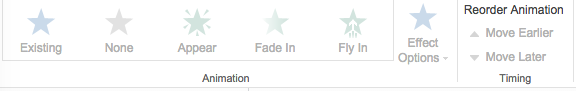 Existing
None
Appear
Fade In
Fly In
Effect
Options
Animation
Reorder Animation
Move Earlier
Move Later
Timing